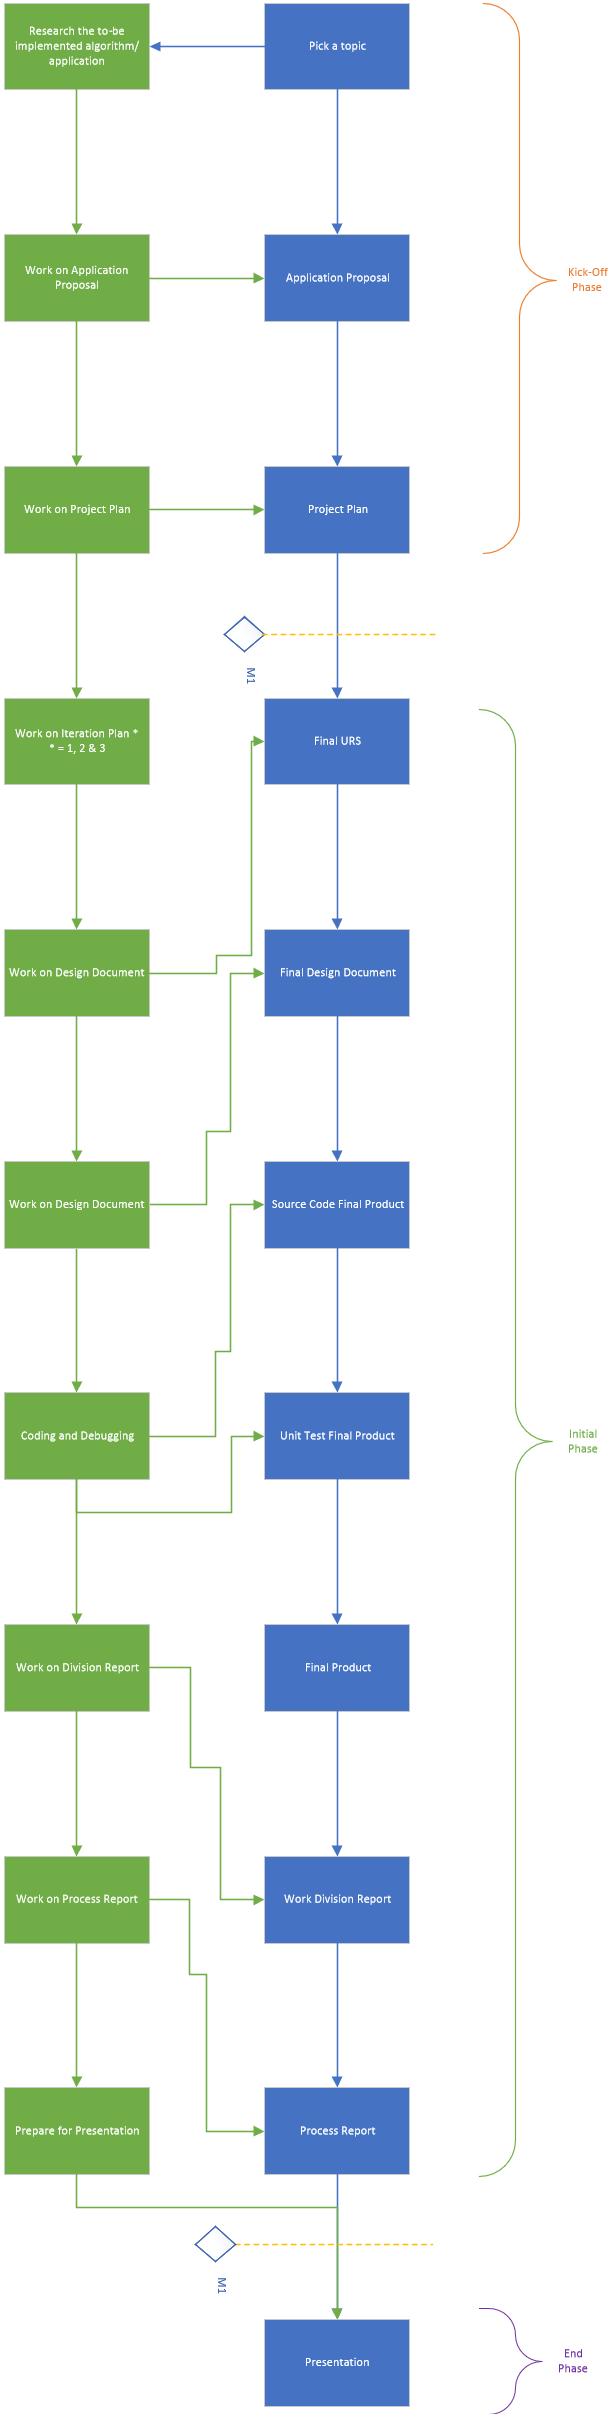 Research the to-be
implemented algorithm/
application
Pick a topic
Kick-Off
Phase
Work on Application
Proposal
Application Proposal
Work on Project Plan
Project Plan
M1
Work on Iteration Plan *
* = 1, 2 & 3
Final URS
Work on Design Document
Final Design Document
Work on Design Document
Source Code Final Product
Coding and Debugging
Unit Test Final Product
Initial
Phase
Work on Division Report
Final Product
Work on Process Report
Work Division Report
Prepare for Presentation
Process Report
M1
Presentation
End
Phase